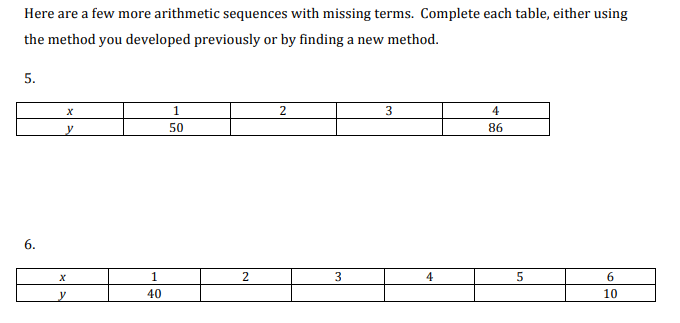 Here are a few more arithmetic sequences with missing terms.  Complete each table, either using
the method you developed previously or by finding a new method.
5.
x 1 2 3 4
y 50 86
6.
x 1 2 3 4 5 6
y 40 10